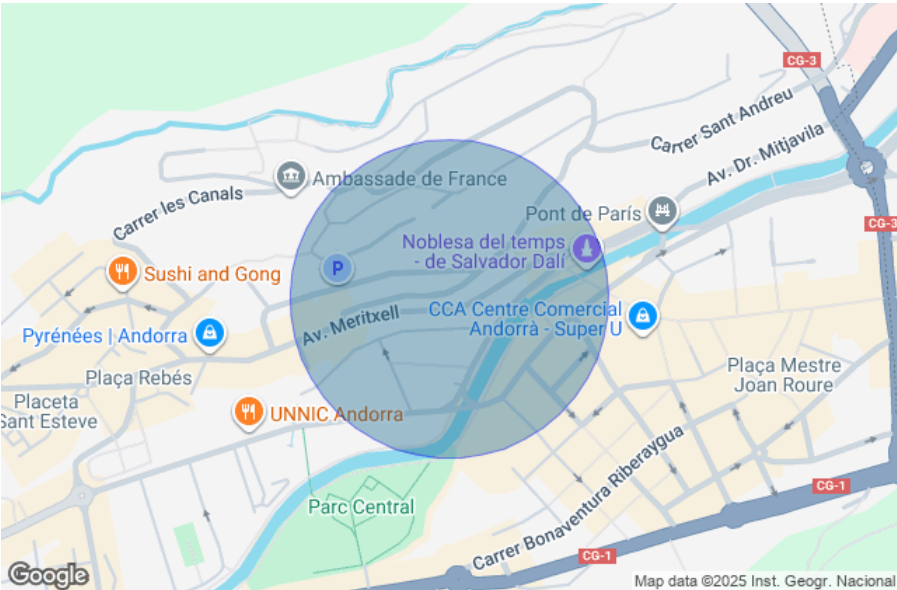 CG-3
Carrer Sant Andreu
Av. Dr. Mitjavila
Ambassade de France
Carrer les Canals
Pont de París
CG-3
Noblesa del temps
- de Salvador Dalí
Sushi and Gong
P
CCA Centre Comercial
Andorrà - Super U
Av. Meritxell
Pyrénées | Andorra
Plaça Rebés
Plaça Mestre
Joan Roure
Placeta
Sant Esteve
UNNIC Andorra
Carrer Bonaventura Riberaygua
CG-1
Parc Central
CG-1
Google
Map data ©2025 Inst. Geogr. Nacional